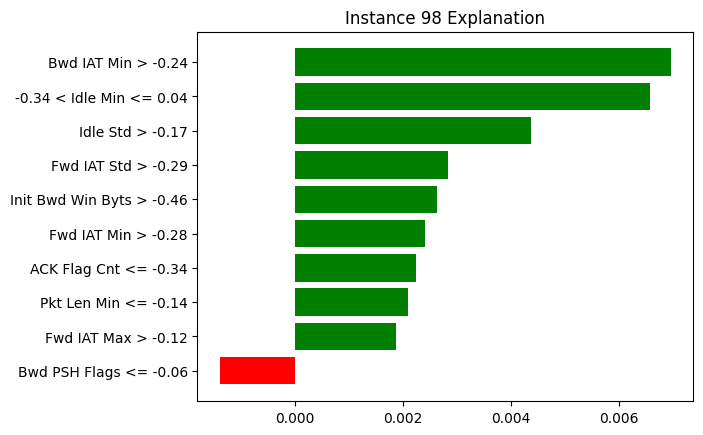 Instance 98 Explanation
Bwd IAT Min > -0.24
-0.34 < Idle Min <= 0.04
Idle Std > -0.17
Fwd IAT Std > -0.29
Init Bwd Win Byts > -0.46
Fwd IAT Min > -0.28
ACK Flag Cnt <= -0.34
Pkt Len Min <= -0.14
Fwd IAT Max > -0.12
Bwd PSH Flags <= -0.06
0.000 0.002 0.004 0.006